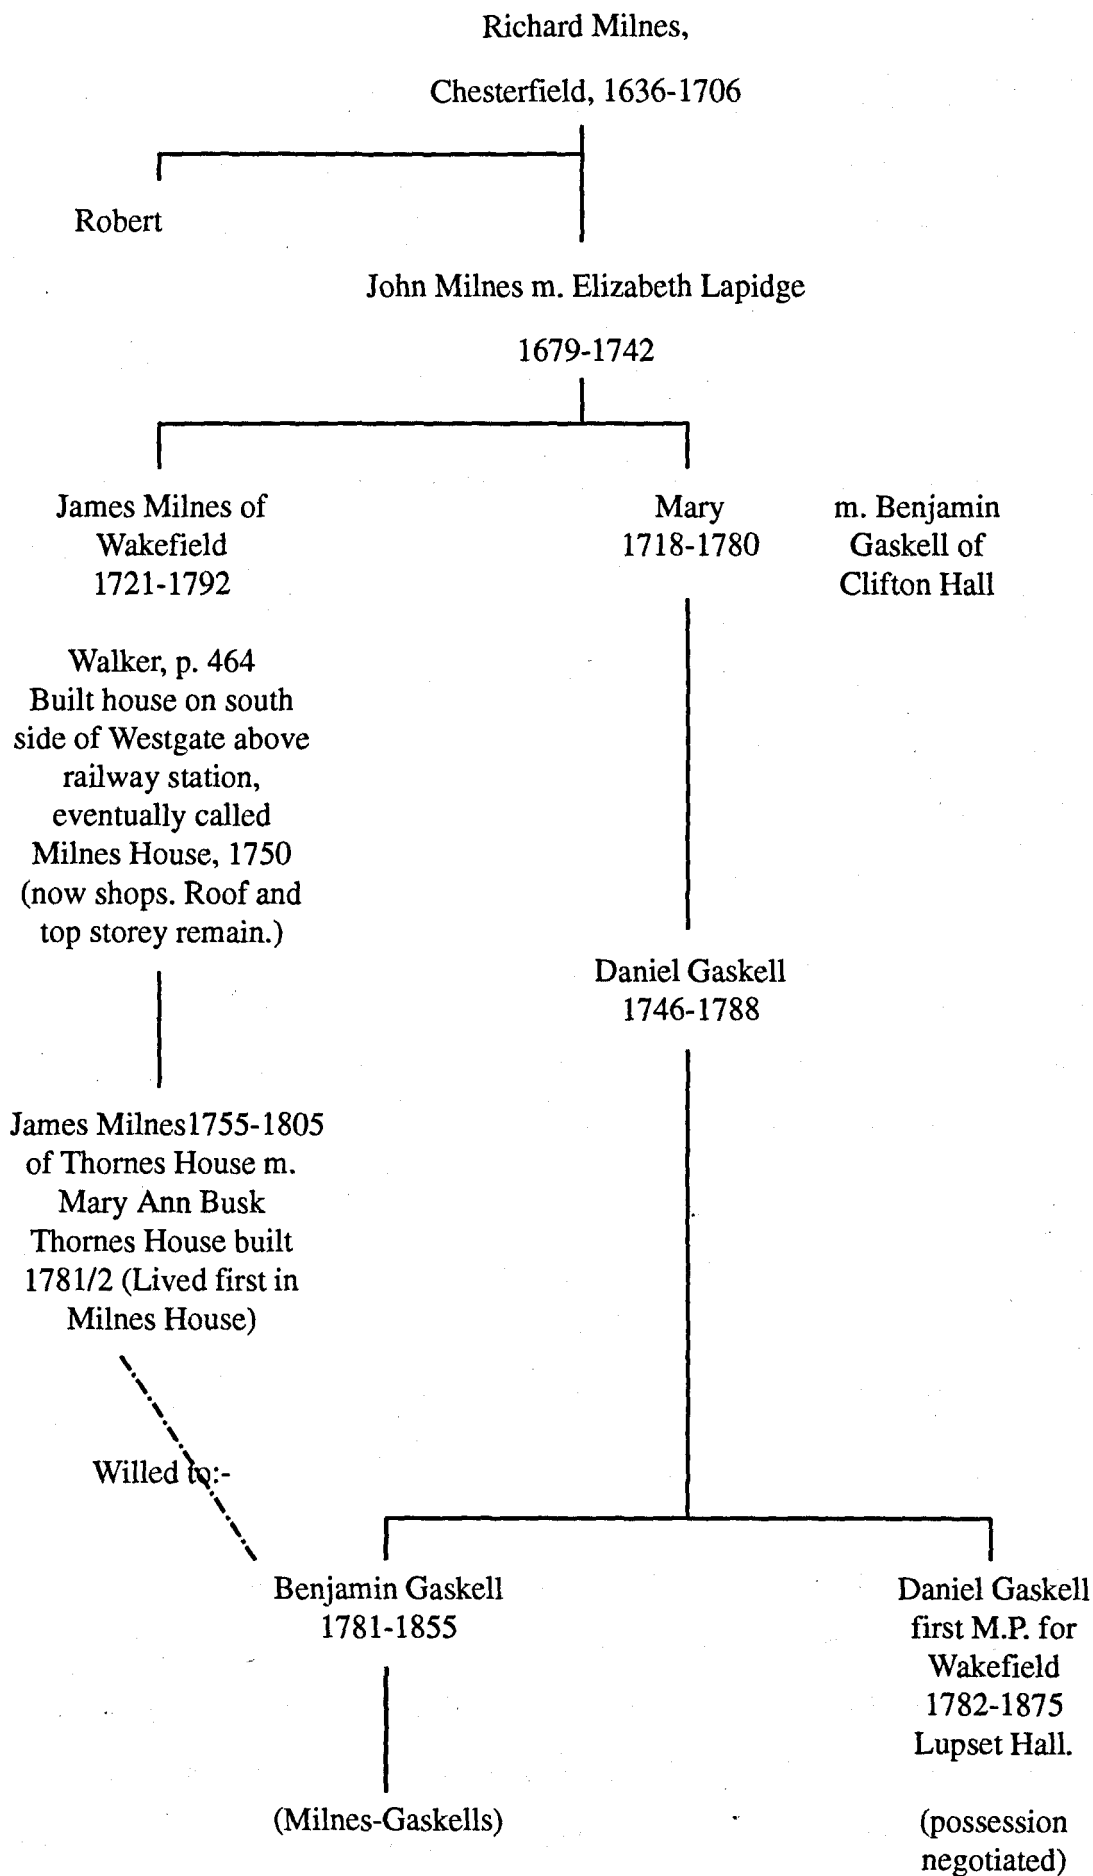 Richard Milnes,
Chesterfield, 1636-1706
Robert
John Milnes m. Elizabeth Lapidge
1679-1742
James Milnes of
Wakefield
1721-1792
Walker, p. 464
Built house on south
side of Westgate above
railway station,
eventually called
Milnes House, 1750
(now shops. Roof and
top storey remain.)
Mary
1718-1780
m. Benjamin
Gaskell of
Clifton Hall
Daniel Gaskell
1746-1788
James Milnes1755-1805
of Thornes House m.
Mary Ann Busk
Thornes House built
1781/2 (Lived first in
Milnes House)
Willed to:-
Benjamin Gaskell
1781-1855
(Milnes-Gaskells)
Daniel Gaskell
first M.P. for
Wakefield
1782-1875
Lupset Hall.
(possession
negotiated)